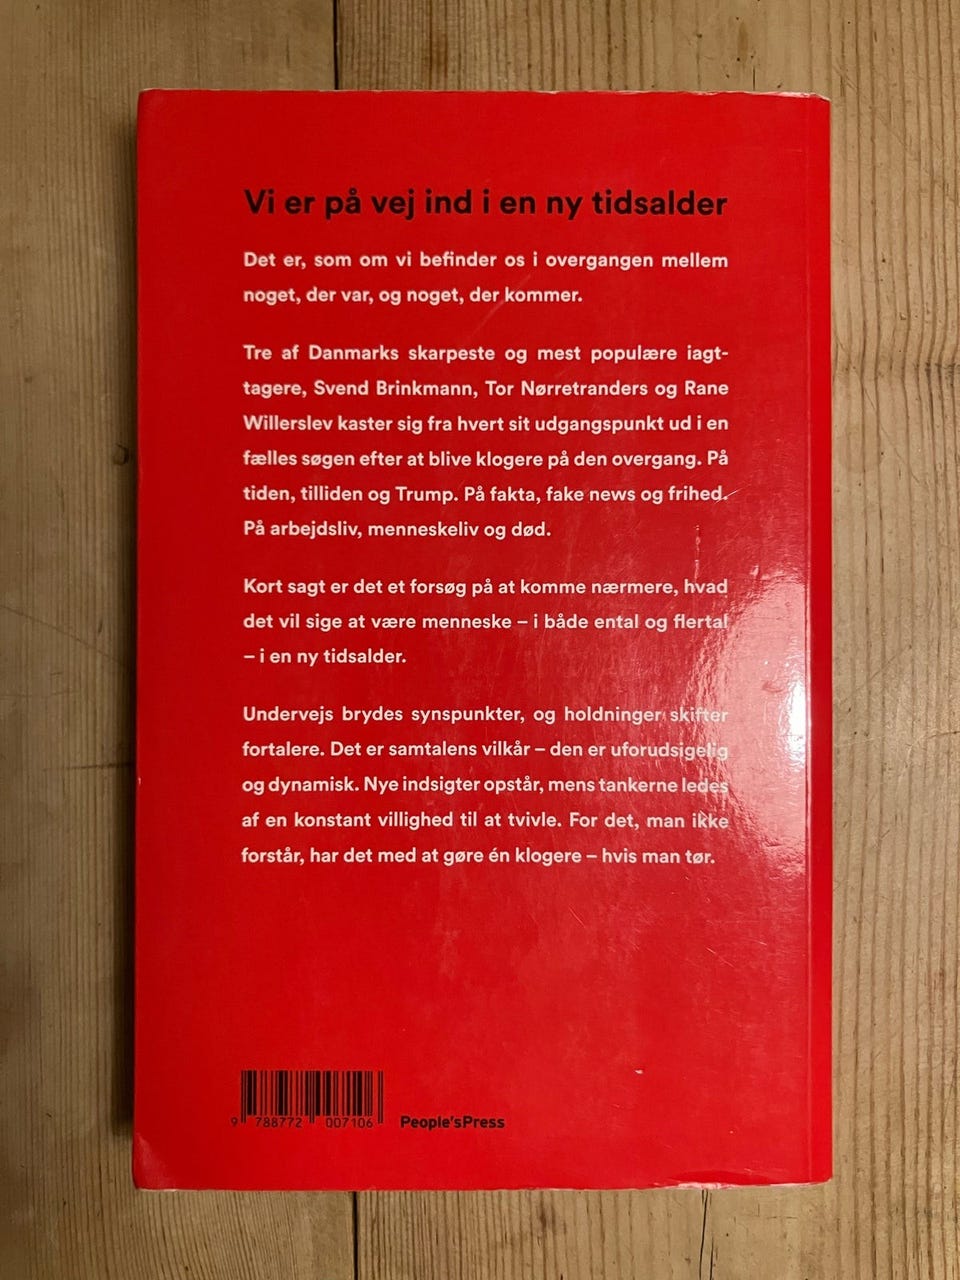 Vi er på vej ind i en ny tidsalder
Det er, som om vi befinder os i overgangen mellem
noget, der var, og noget, der kommer.
Tre af Danmarks skarpeste og mest populære iagt-
tagere, Svend Brinkmann, Tor Nørretranders og Rane
Willerslev kaster sig fra hvert sit udgangspunkt ud i en
fælles søgen efter at blive klogere på den overgang. På
tiden, tilliden og Trump. På fakta, fake news og frihed.
På arbejdsliv, menneskeliv og død.
Kort sagt er det et forsøg på at komme nærmere, hvad
det vil sige at være menneske – i både ental og flertal
– i en ny tidsalder.
Undervejs brydes synspunkter, og holdninger skifter
fortalere. Det er samtalens vilkår – den er uforudsigelig
og dynamisk. Nye indsigter opstår, mens tankerne ledes
af en konstant villighed til at tvivle. For det, man ikke
forstår, har det med at gøre én klogere – hvis man tør.
9 788772 007106 People'sPress